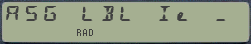 ASG LBL Ie _
RAD